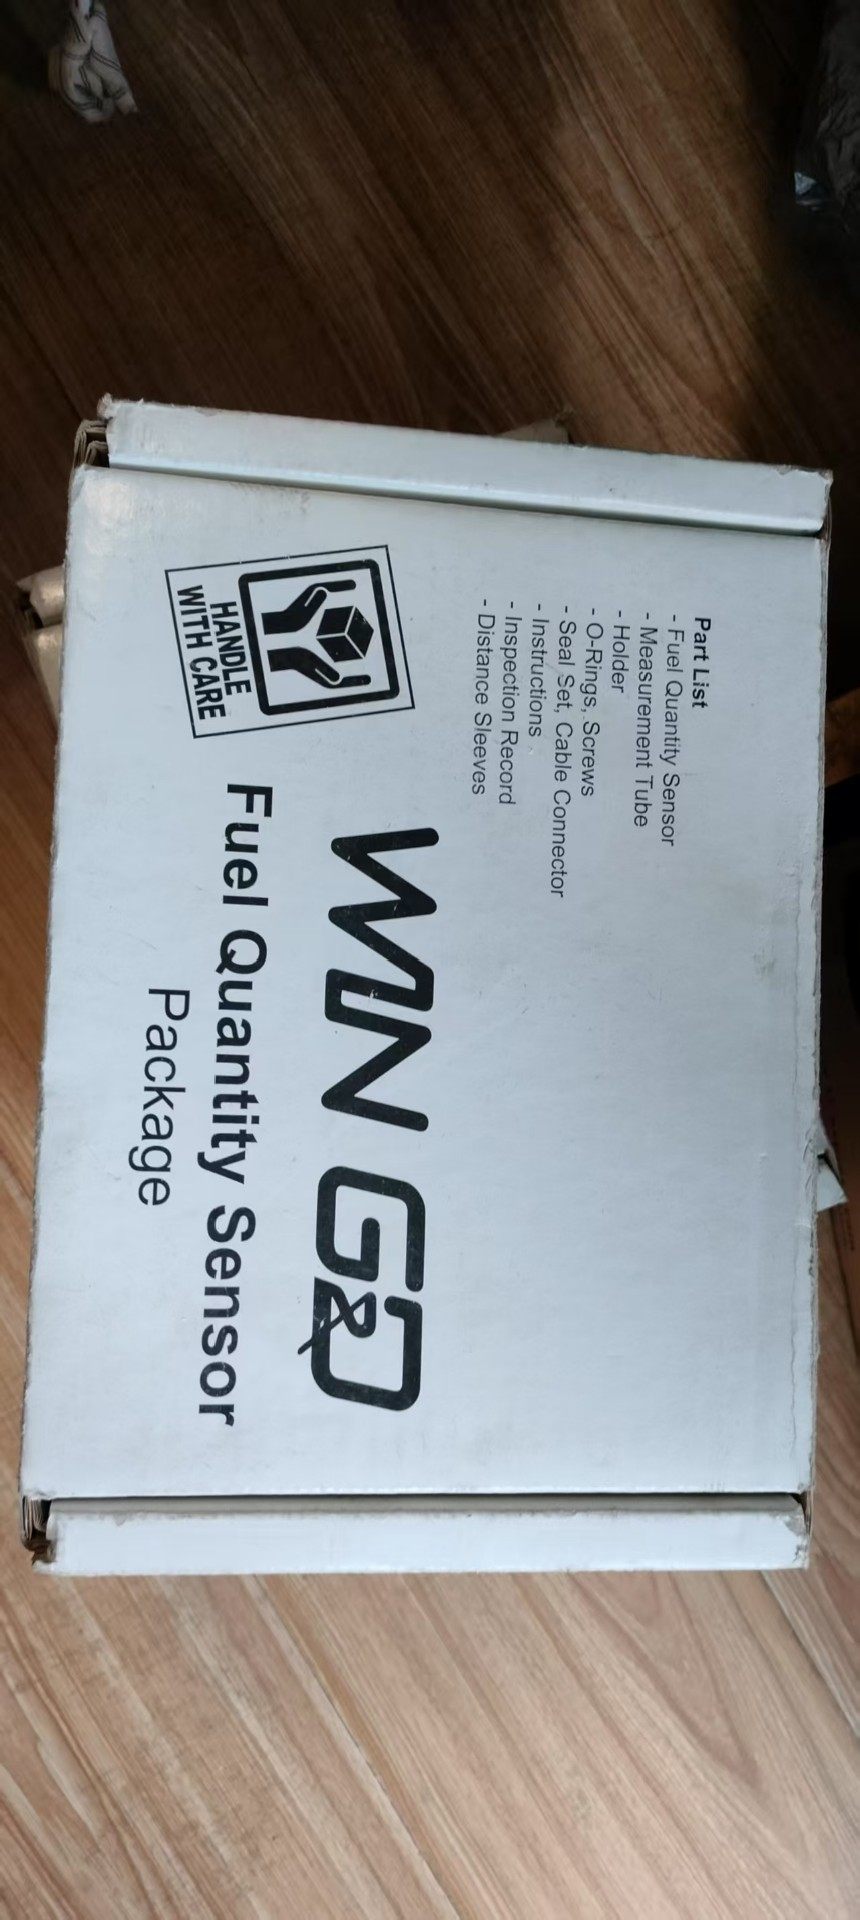 Part List
- Fuel Quantity Sensor
- Measurement Tube
- Holder
- O-Rings, Screws
- Seal Set, Cable Connector
- Instructions
- Inspection Record
- Distance Sleeves
HANDLE
WITH CARE
WIN G&D
Fuel Quantity Sensor
Package